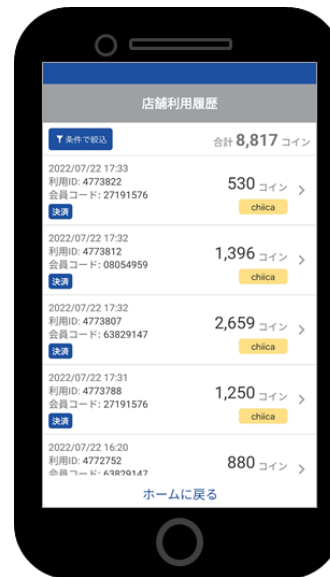 店舗利用履歴
条件で絞込
合計 8,817 コイン
2022/07/22 17:33
利用ID: 4773822
会員コード: 27191576
決済
530 コイン
chiica
2022/07/22 17:32
利用ID: 4773812
会員コード: 08054959
決済
1,396 コイン
chiica
2022/07/22 17:32
利用ID: 4773807
会員コード: 63829147
決済
2,659 コイン
chiica
2022/07/22 17:31
利用ID: 4773788
会員コード: 27191576
決済
1,250 コイン
chiica
2022/07/22 16:20
利用ID: 4772752
会員コード: 63829147
880 コイン
ホームに戻る